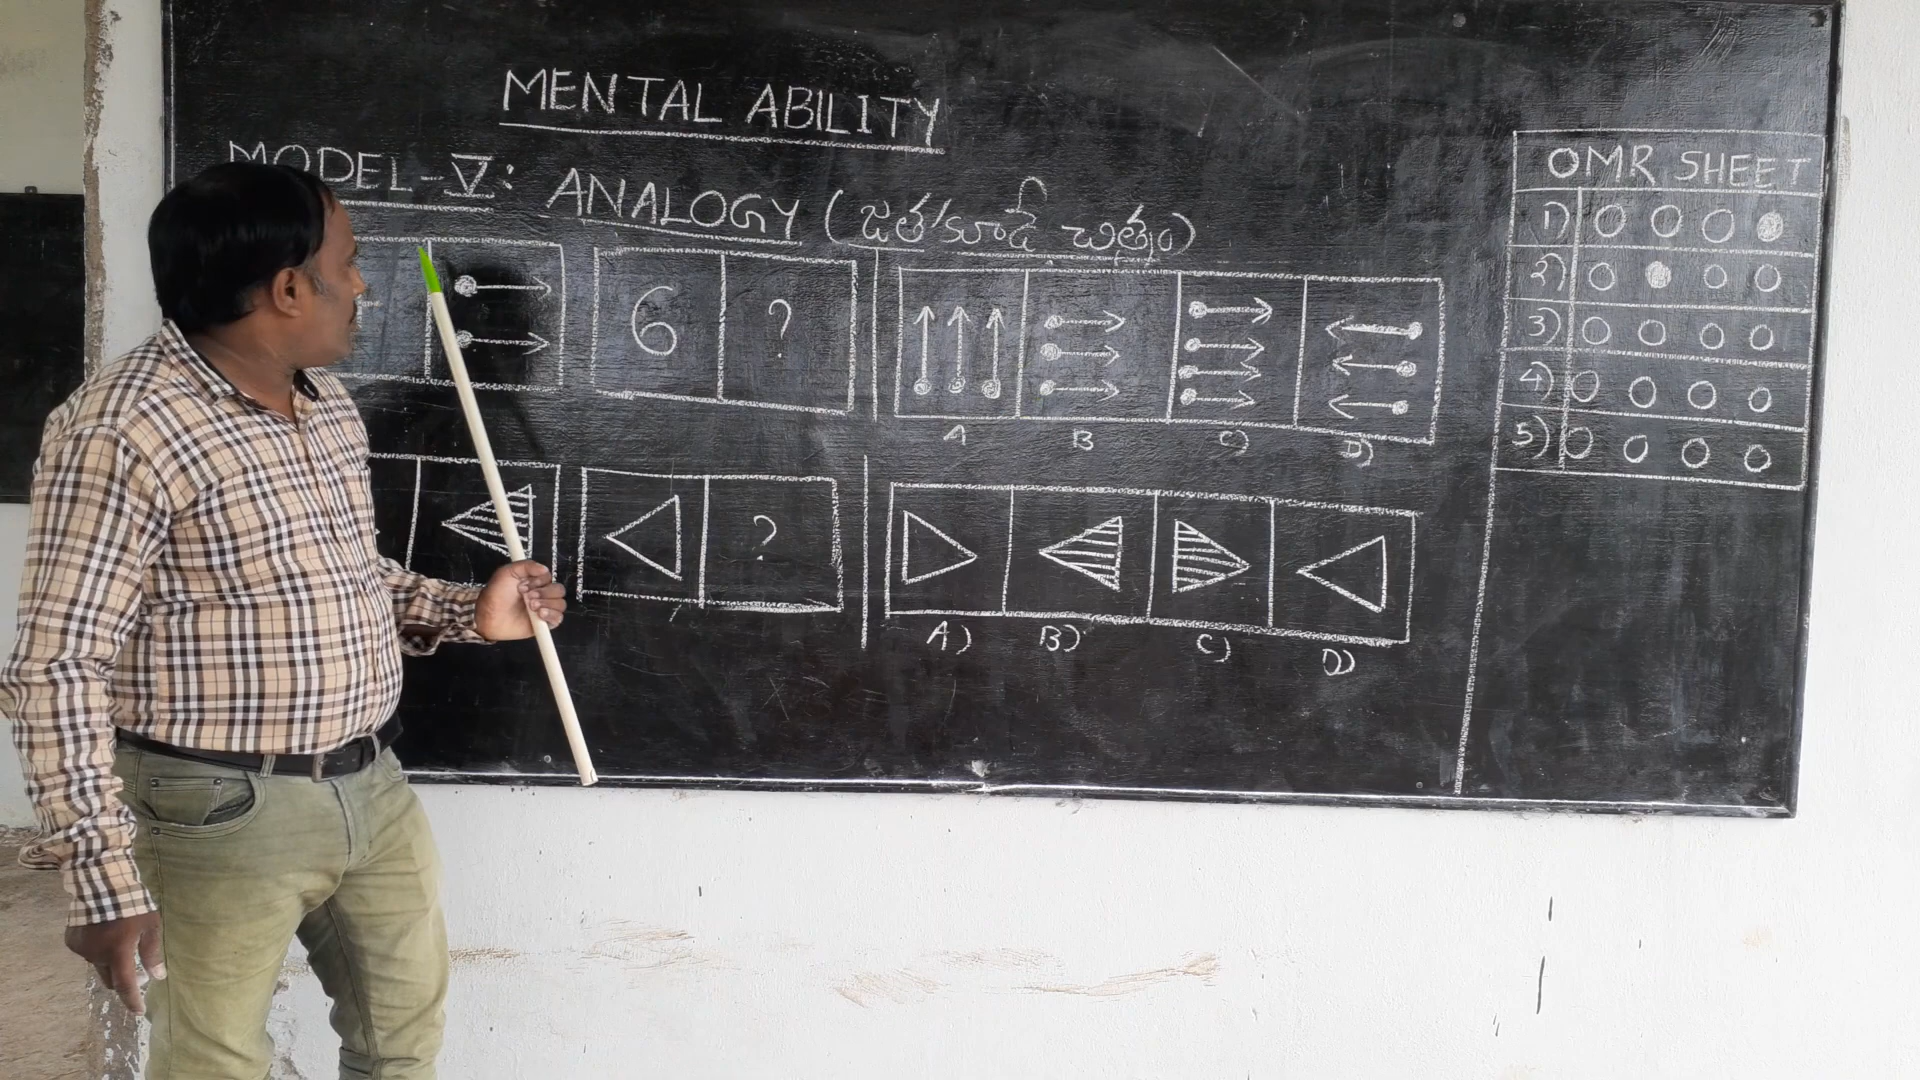 MENTAL ABILITY
MODEL-V: ANALOGY (జత కూడే చిత్రం)
6 ?
A B C) D)
?
A) B) C) D)
OMR SHEET
1)
2)
3)
4)
5)